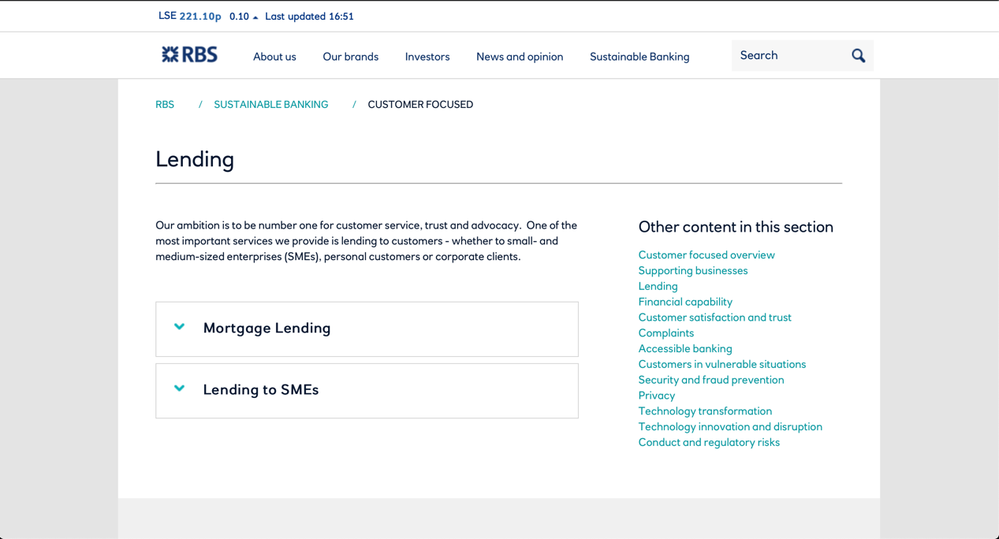 LSE 221.10p 0.10 Last updated 16:51
RBS About us Our brands Investors News and opinion Sustainable Banking Search
RBS / SUSTAINABLE BANKING / CUSTOMER FOCUSED
Lending
Our ambition is to be number one for customer service, trust and advocacy. One of the
most important services we provide is lending to customers - whether to small- and
medium-sized enterprises (SMEs), personal customers or corporate clients.
Mortgage Lending
Lending to SMEs
Other content in this section
Customer focused overview
Supporting businesses
Lending
Financial capability
Customer satisfaction and trust
Complaints
Accessible banking
Customers in vulnerable situations
Security and fraud prevention
Privacy
Technology transformation
Technology innovation and disruption
Conduct and regulatory risks